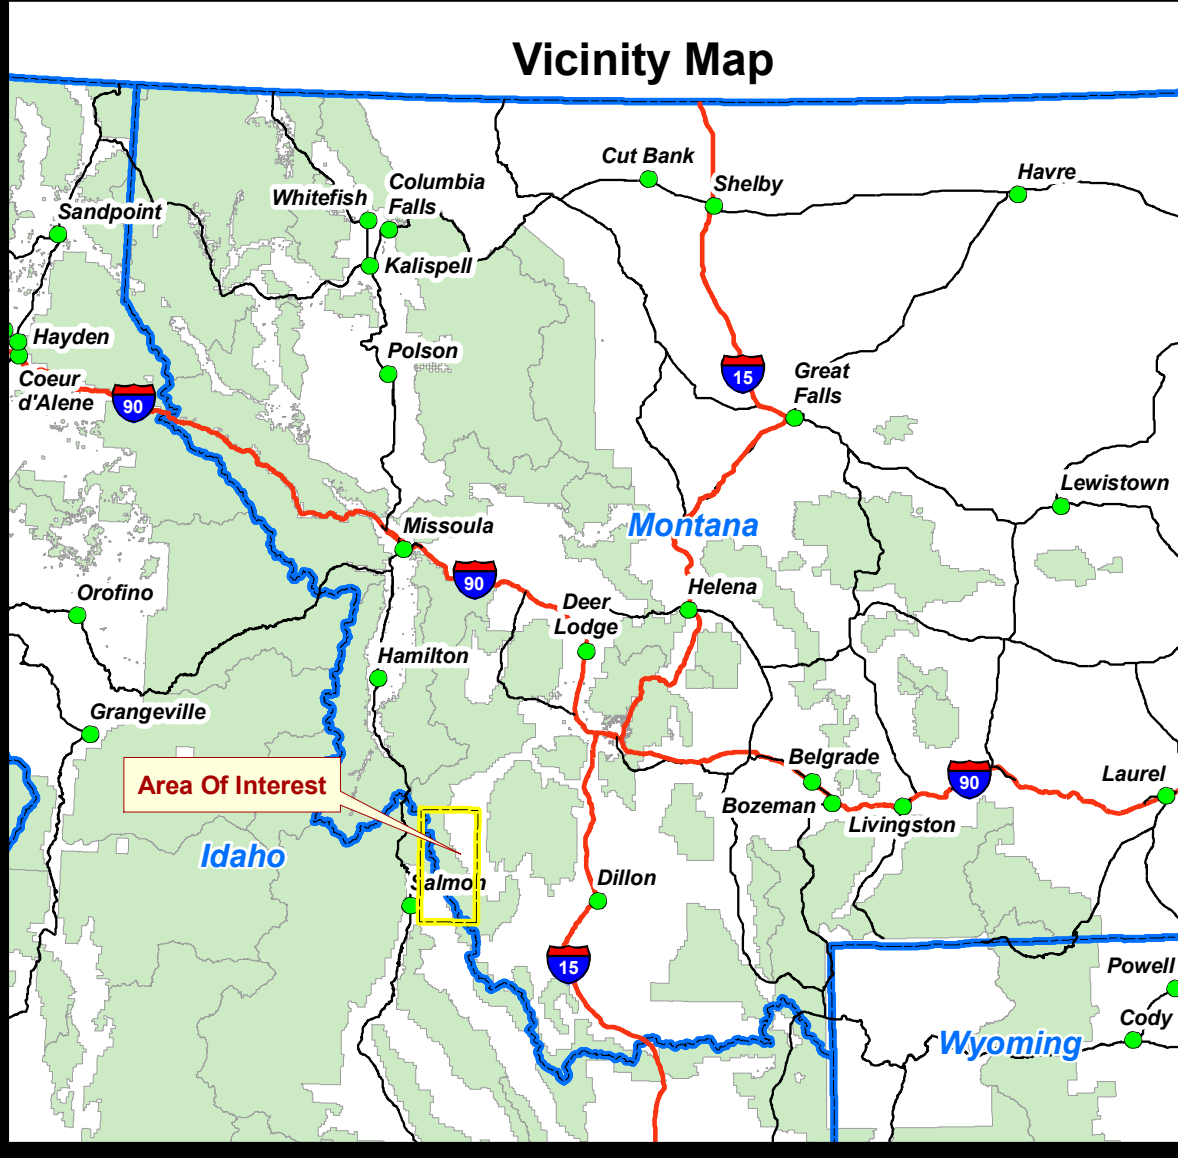 Vicinity Map
Cut Bank
Shelby
Havre
Whitefish
Columbia
Falls
Sandpoint
Kalispell
Hayden
Polson
Coeur
d'Alene
90
15
Great
Falls
Lewistown
Montana
Missoula
90
Orofino
Deer
Lodge
Helena
Hamilton
Grangeville
Area Of Interest
Belgrade
90
Laurel
Bozeman
Livingston
Idaho
Salmon
Dillon
15
Powell
Cody
Wyoming